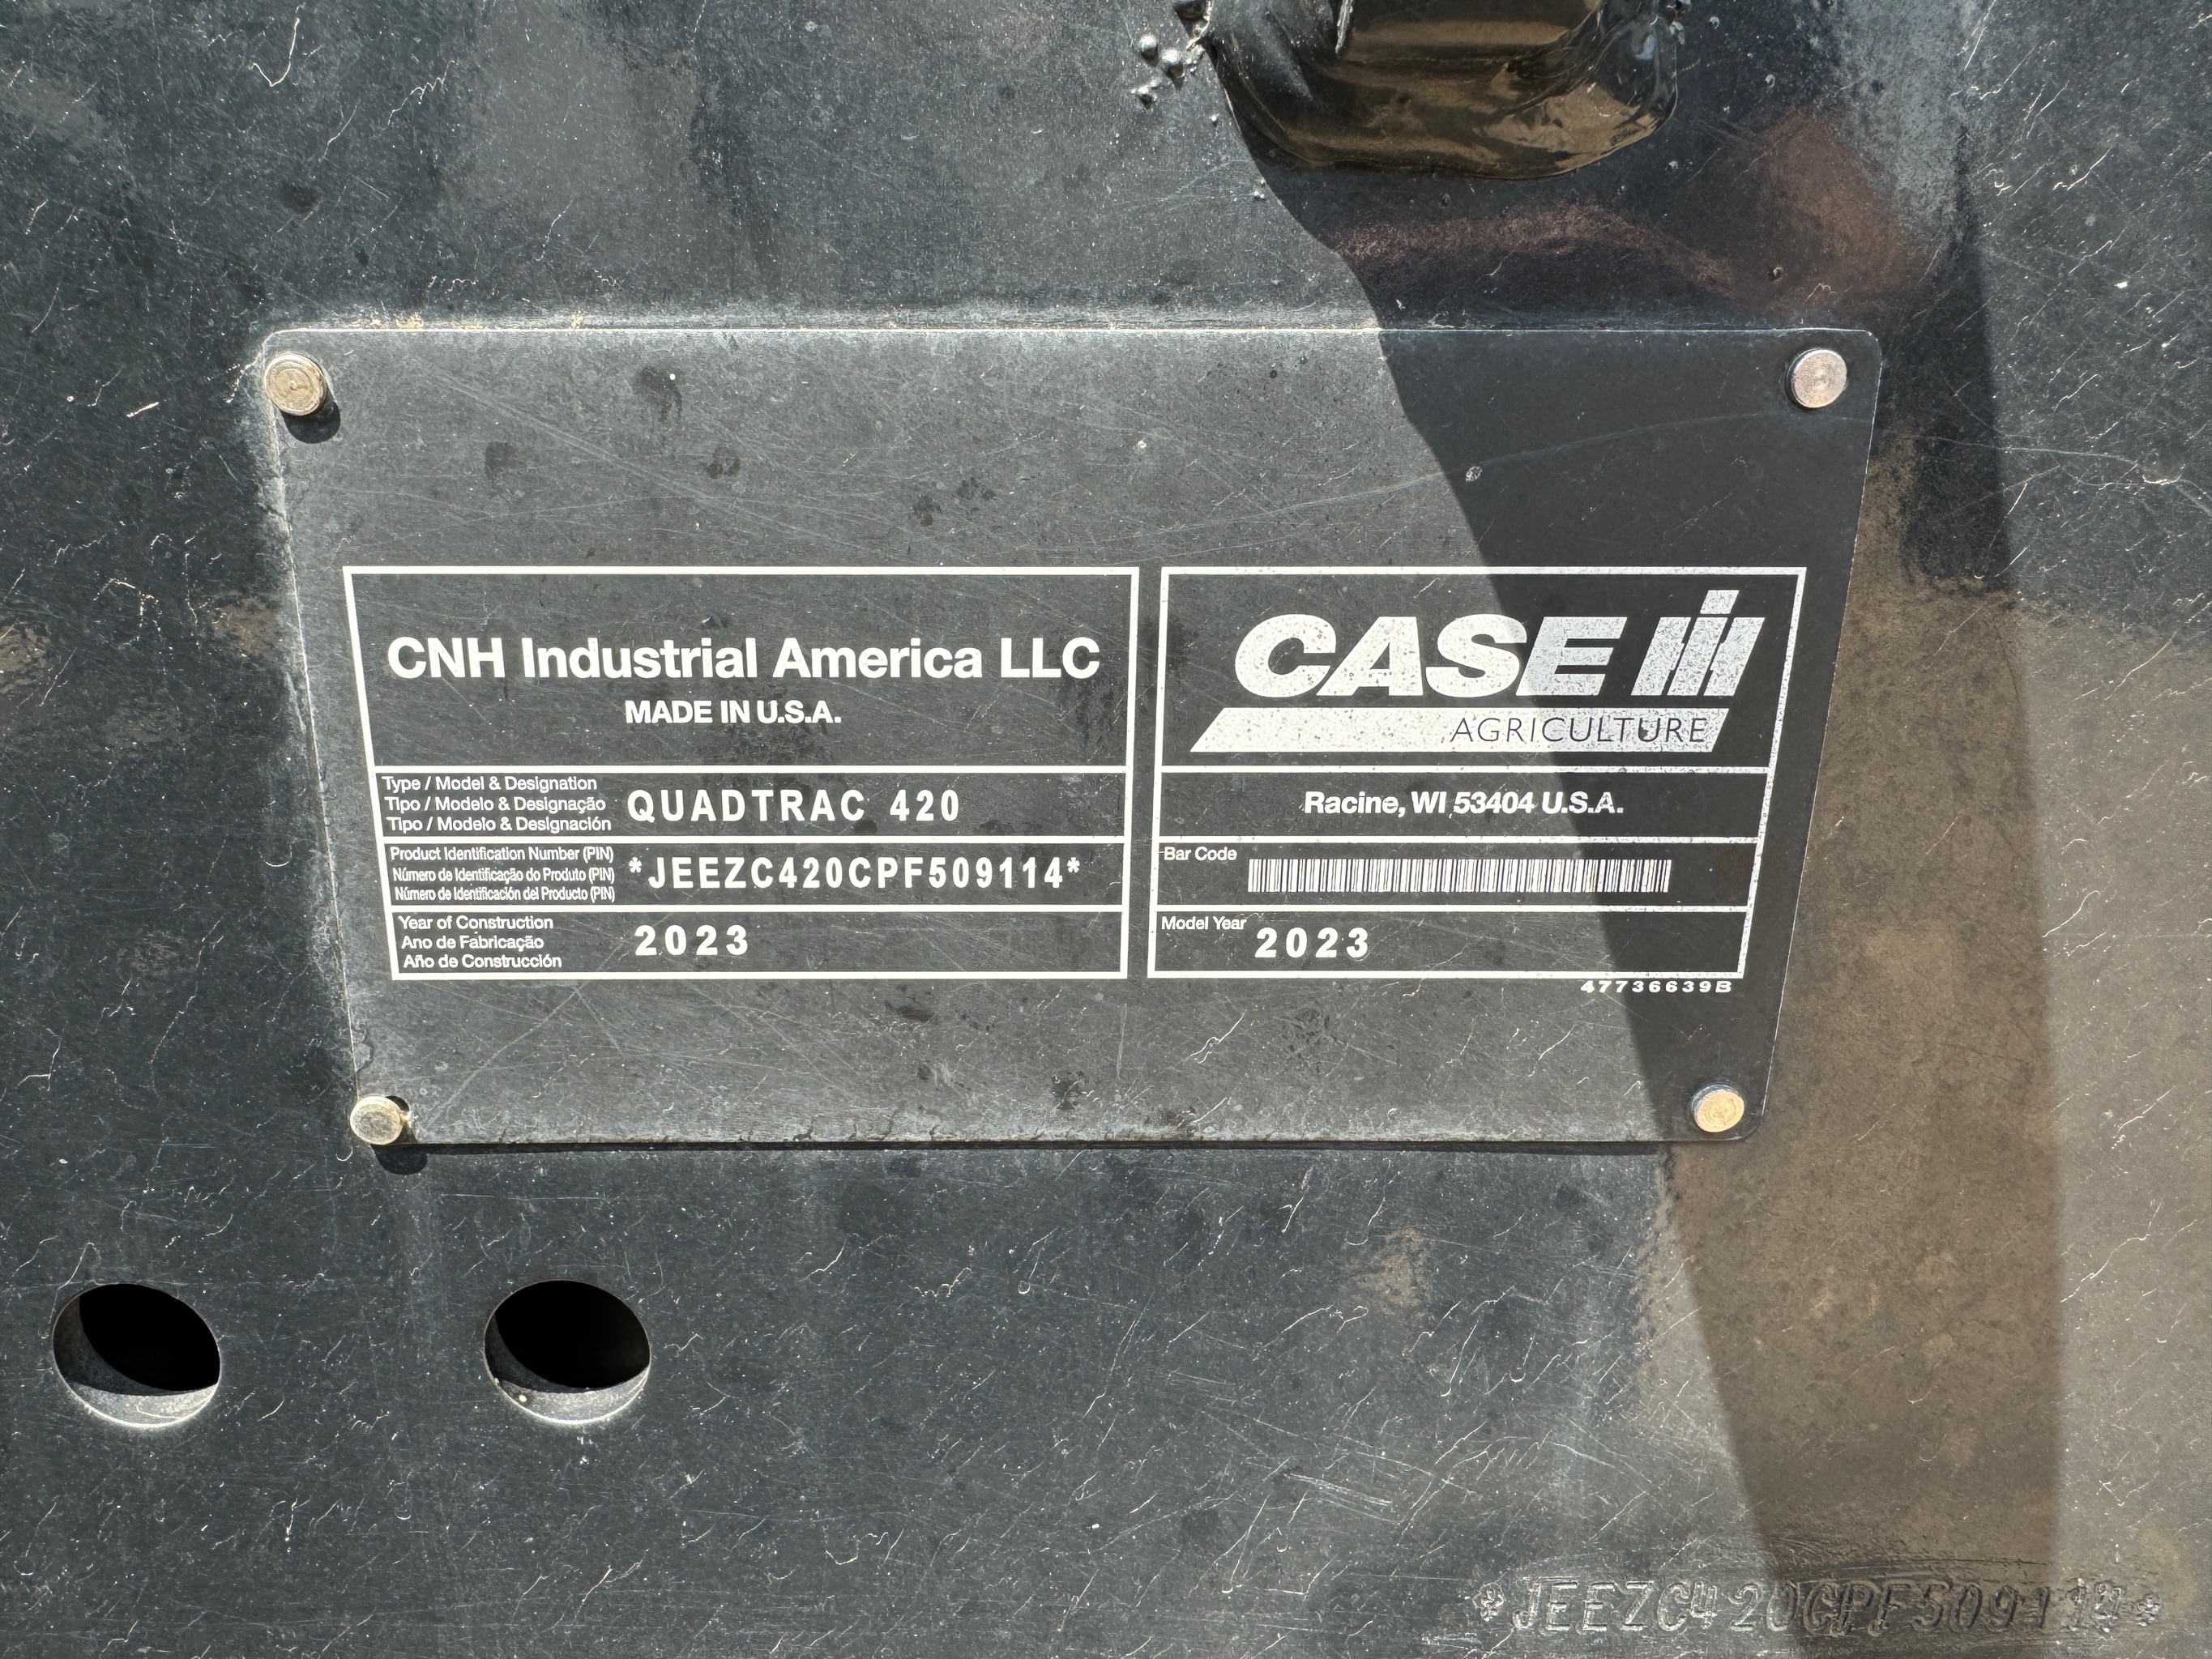 CNH Industrial America LLC
MADE IN U.S.A.
Type / Model & Designation
Tipo / Modelo & Designação
Tipo / Modelo & Designación
QUADTRAC 420
Product Identification Number (PIN)
Número de Identificação do Produto (PIN)
Número de Identificación del Producto (PIN)
*JEEZC420CPF509114*
Year of Construction
Ano de Fabricação
Año de Construcción
2023
CASE IH
AGRICULTURE
Racine, WI 53404 U.S.A.
Bar Code
Model Year
2023
47736639B
*JEEZC420CPF509114*